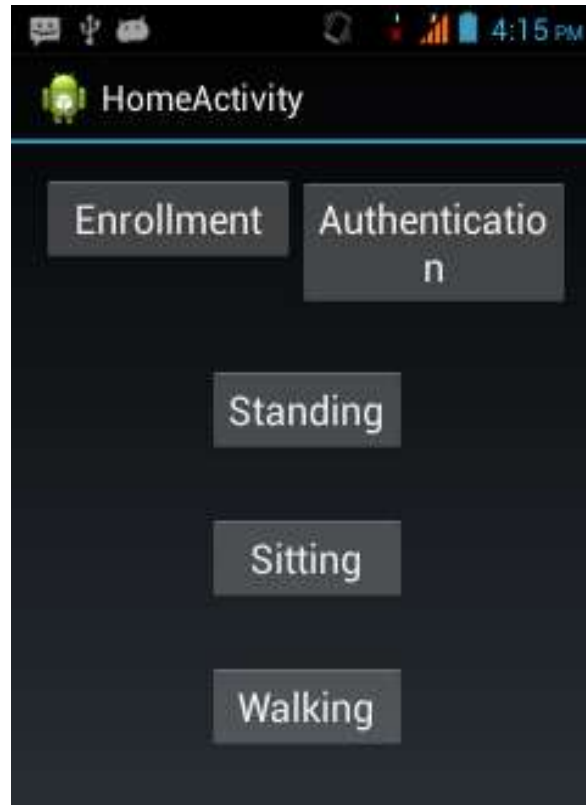 4:15 PM
HomeActivity
Enrollment
Authenticatio
n
Standing
Sitting
Walking